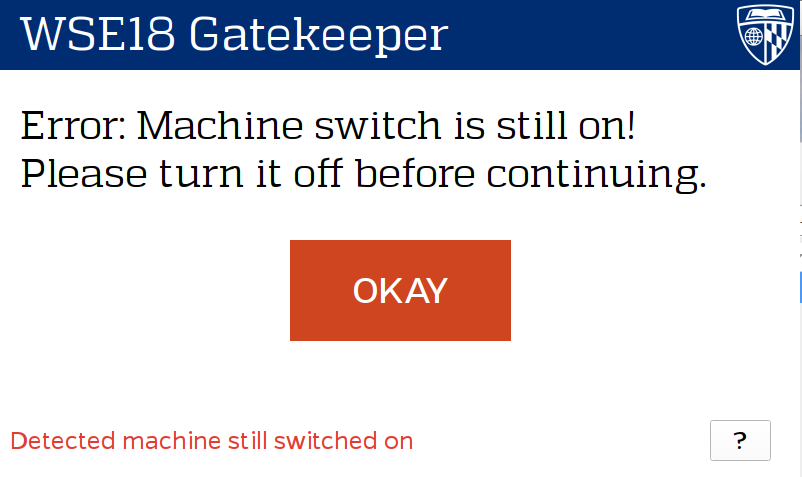 WSE18 Gatekeeper
Error: Machine switch is still on!
Please turn it off before continuing.
OKAY
Detected machine still switched on
?